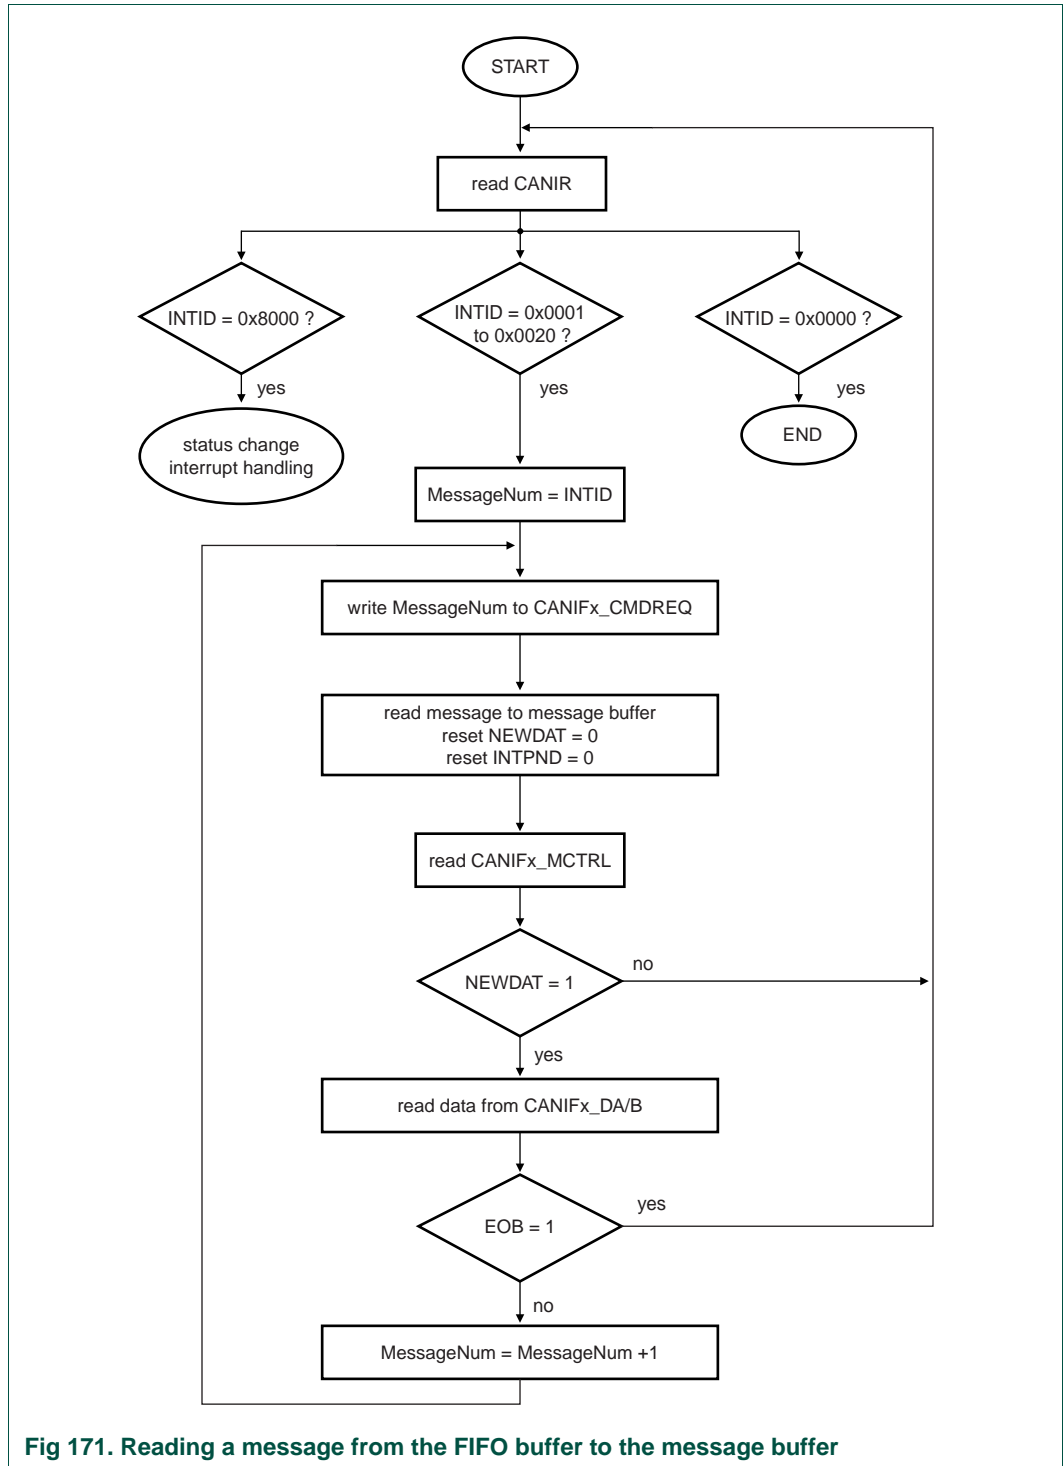 START
read CANIR
INTID = 0x8000 ?
INTID = 0x0001
to 0x0020 ?
INTID = 0x0000 ?
yes
yes
yes
status change
interrupt handling
END
MessageNum = INTID
write MessageNum to CANIFx_CMDREQ
read message to message buffer
reset NEWDAT = 0
reset INTPND = 0
read CANIFx_MCTRL
NEWDAT = 1
no
yes
read data from CANIFx_DA/B
EOB = 1
yes
no
MessageNum = MessageNum +1
Fig 171. Reading a message from the FIFO buffer to the message buffer